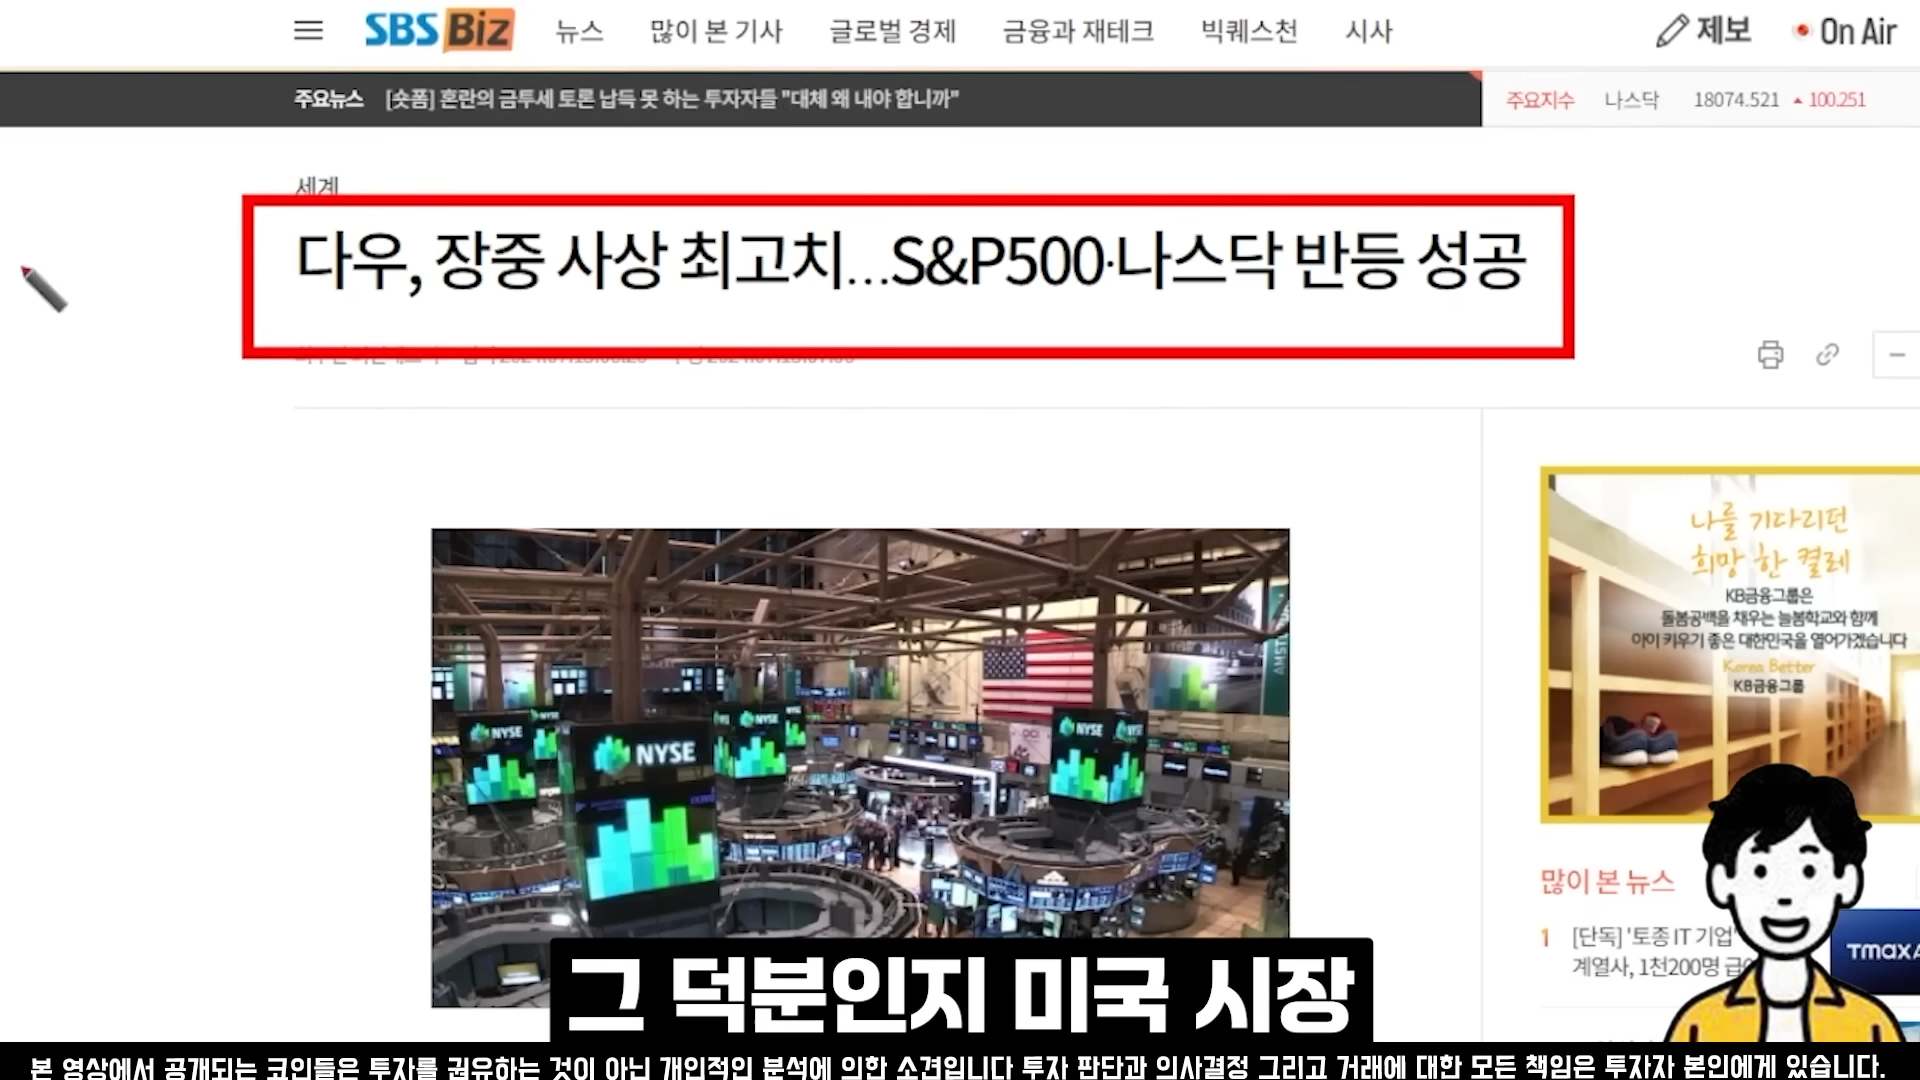 SBS Biz 뉴스 많이 본 기사 글로벌 경제 금융과 재테크 빅퀘스천 시사 제보 On Air
주요뉴스 [숏폼] 혼란의 금투세 토론 납득 못 하는 투자자들 "대체 왜 내야 합니까" 주요지수 나스닥 18074.521 ▲ 100.251
세계
다우, 장중 사상 최고치…S&P500·나스닥 반등 성공
나를 기다리던
희망 한 켤레
KB금융그룹은
돌봄공백을 채우는 늘봄학교와 함께
아이 키우기 좋은 대한민국을 열어가겠습니다
Korea Better
KB금융그룹
AMSTE
NYSE
NYSE
NYSE
NYSE
많이 본 뉴스
1 [단독] '토종 IT 기업'
계열사, 1천200명 급
TMAX
그 덕분인지 미국 시장
본 영상에서 공개되는 코인들은 투자를 권유하는 것이 아닌 개인적인 분석에 의한 소견입니다 투자 판단과 의사결정 그리고 거래에 대한 모든 책임은 투자자 본인에게 있습니다.